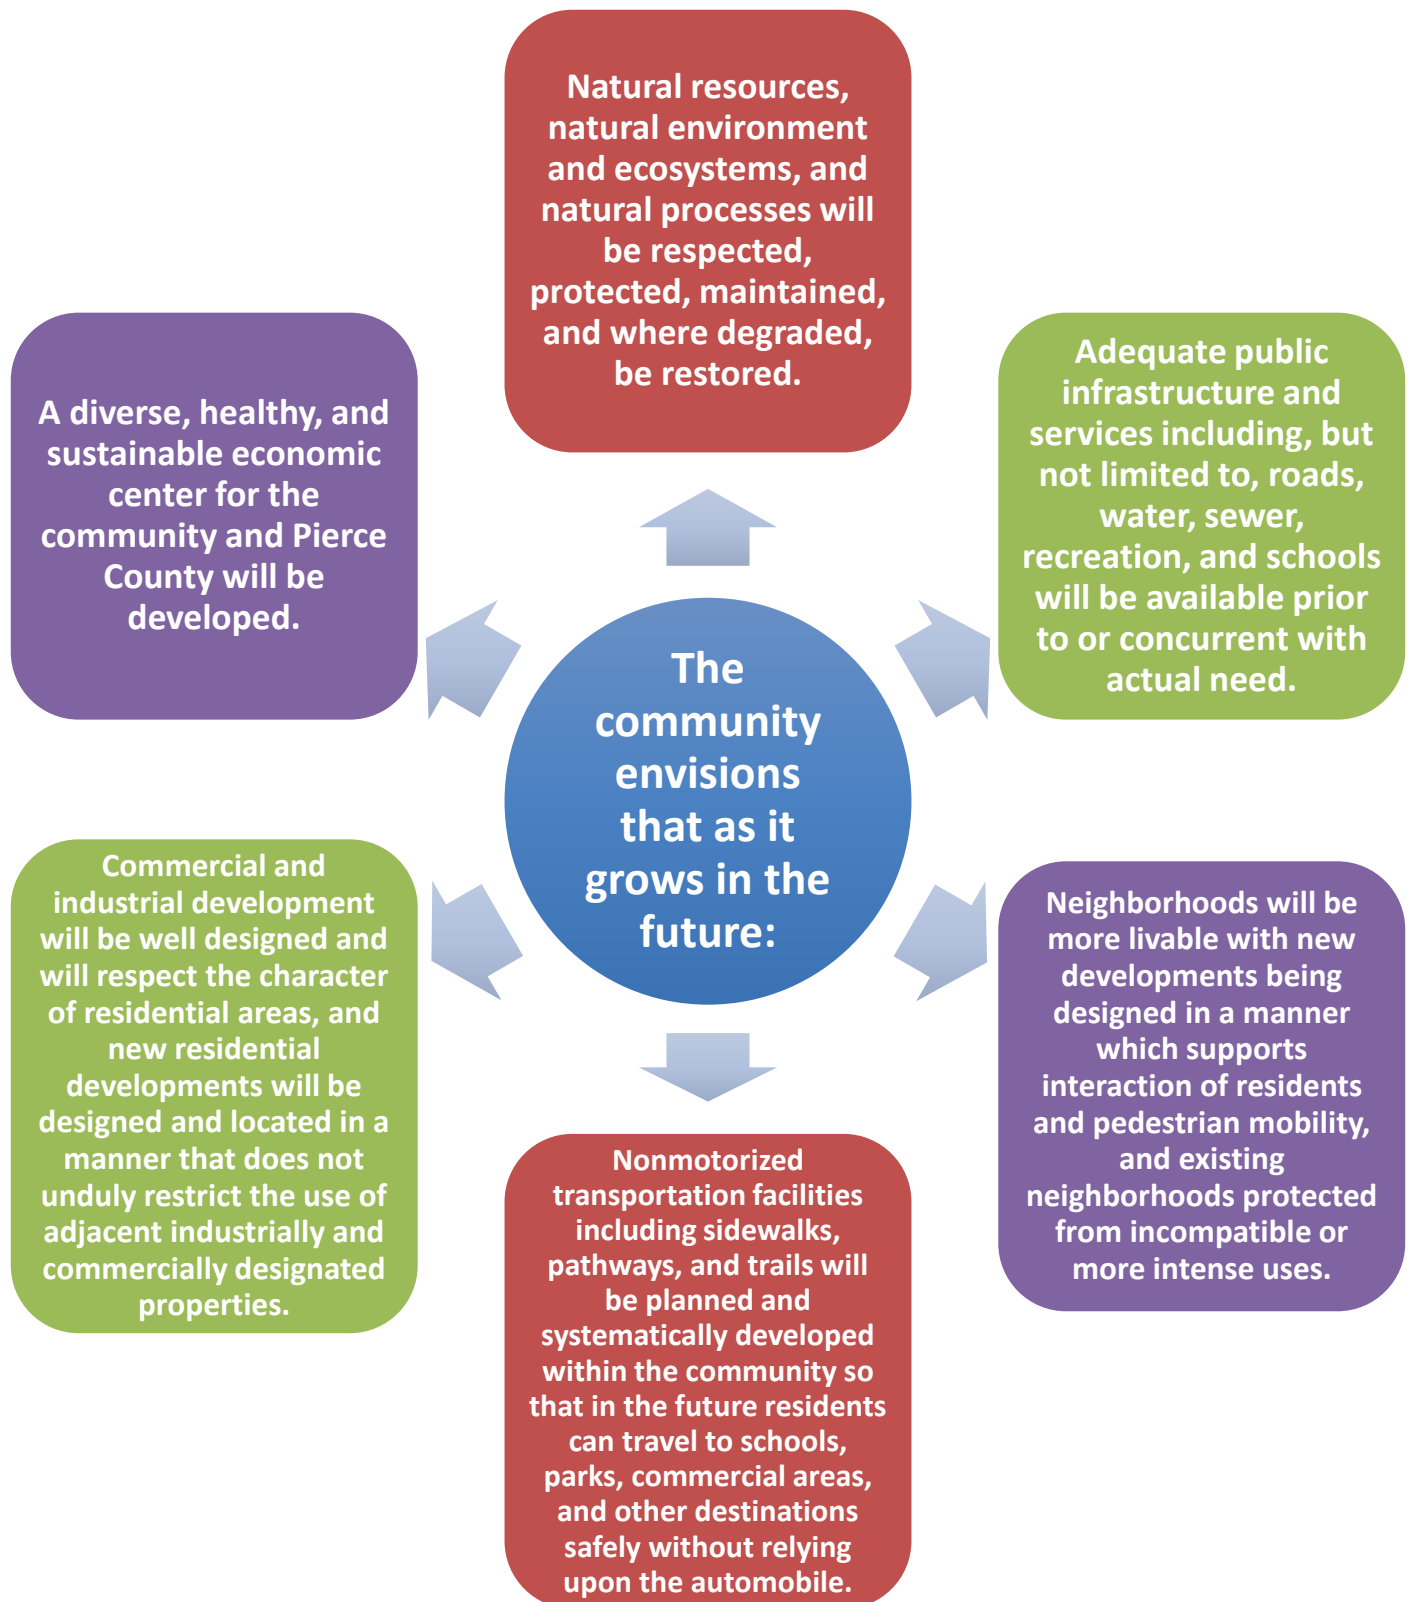 The
community
envisions
that as it
grows in the
future:
Natural resources,
natural environment
and ecosystems, and
natural processes will
be respected,
protected, maintained,
and where degraded,
be restored.
Adequate public
infrastructure and
services including, but
not limited to, roads,
water, sewer,
recreation, and schools
will be available prior
to or concurrent with
actual need.
Neighborhoods will be
more livable with new
developments being
designed in a manner
which supports
interaction of residents
and pedestrian mobility,
and existing
neighborhoods protected
from incompatible or
more intense uses.
Nonmotorized
transportation facilities
including sidewalks,
pathways, and trails will
be planned and
systematically developed
within the community so
that in the future residents
can travel to schools,
parks, commercial areas,
and other destinations
safely without relying
upon the automobile.
Commercial and
industrial development
will be well designed and
will respect the character
of residential areas, and
new residential
developments will be
designed and located in a
manner that does not
unduly restrict the use of
adjacent industrially and
commercially designated
properties.
A diverse, healthy, and
sustainable economic
center for the
community and Pierce
County will be
developed.